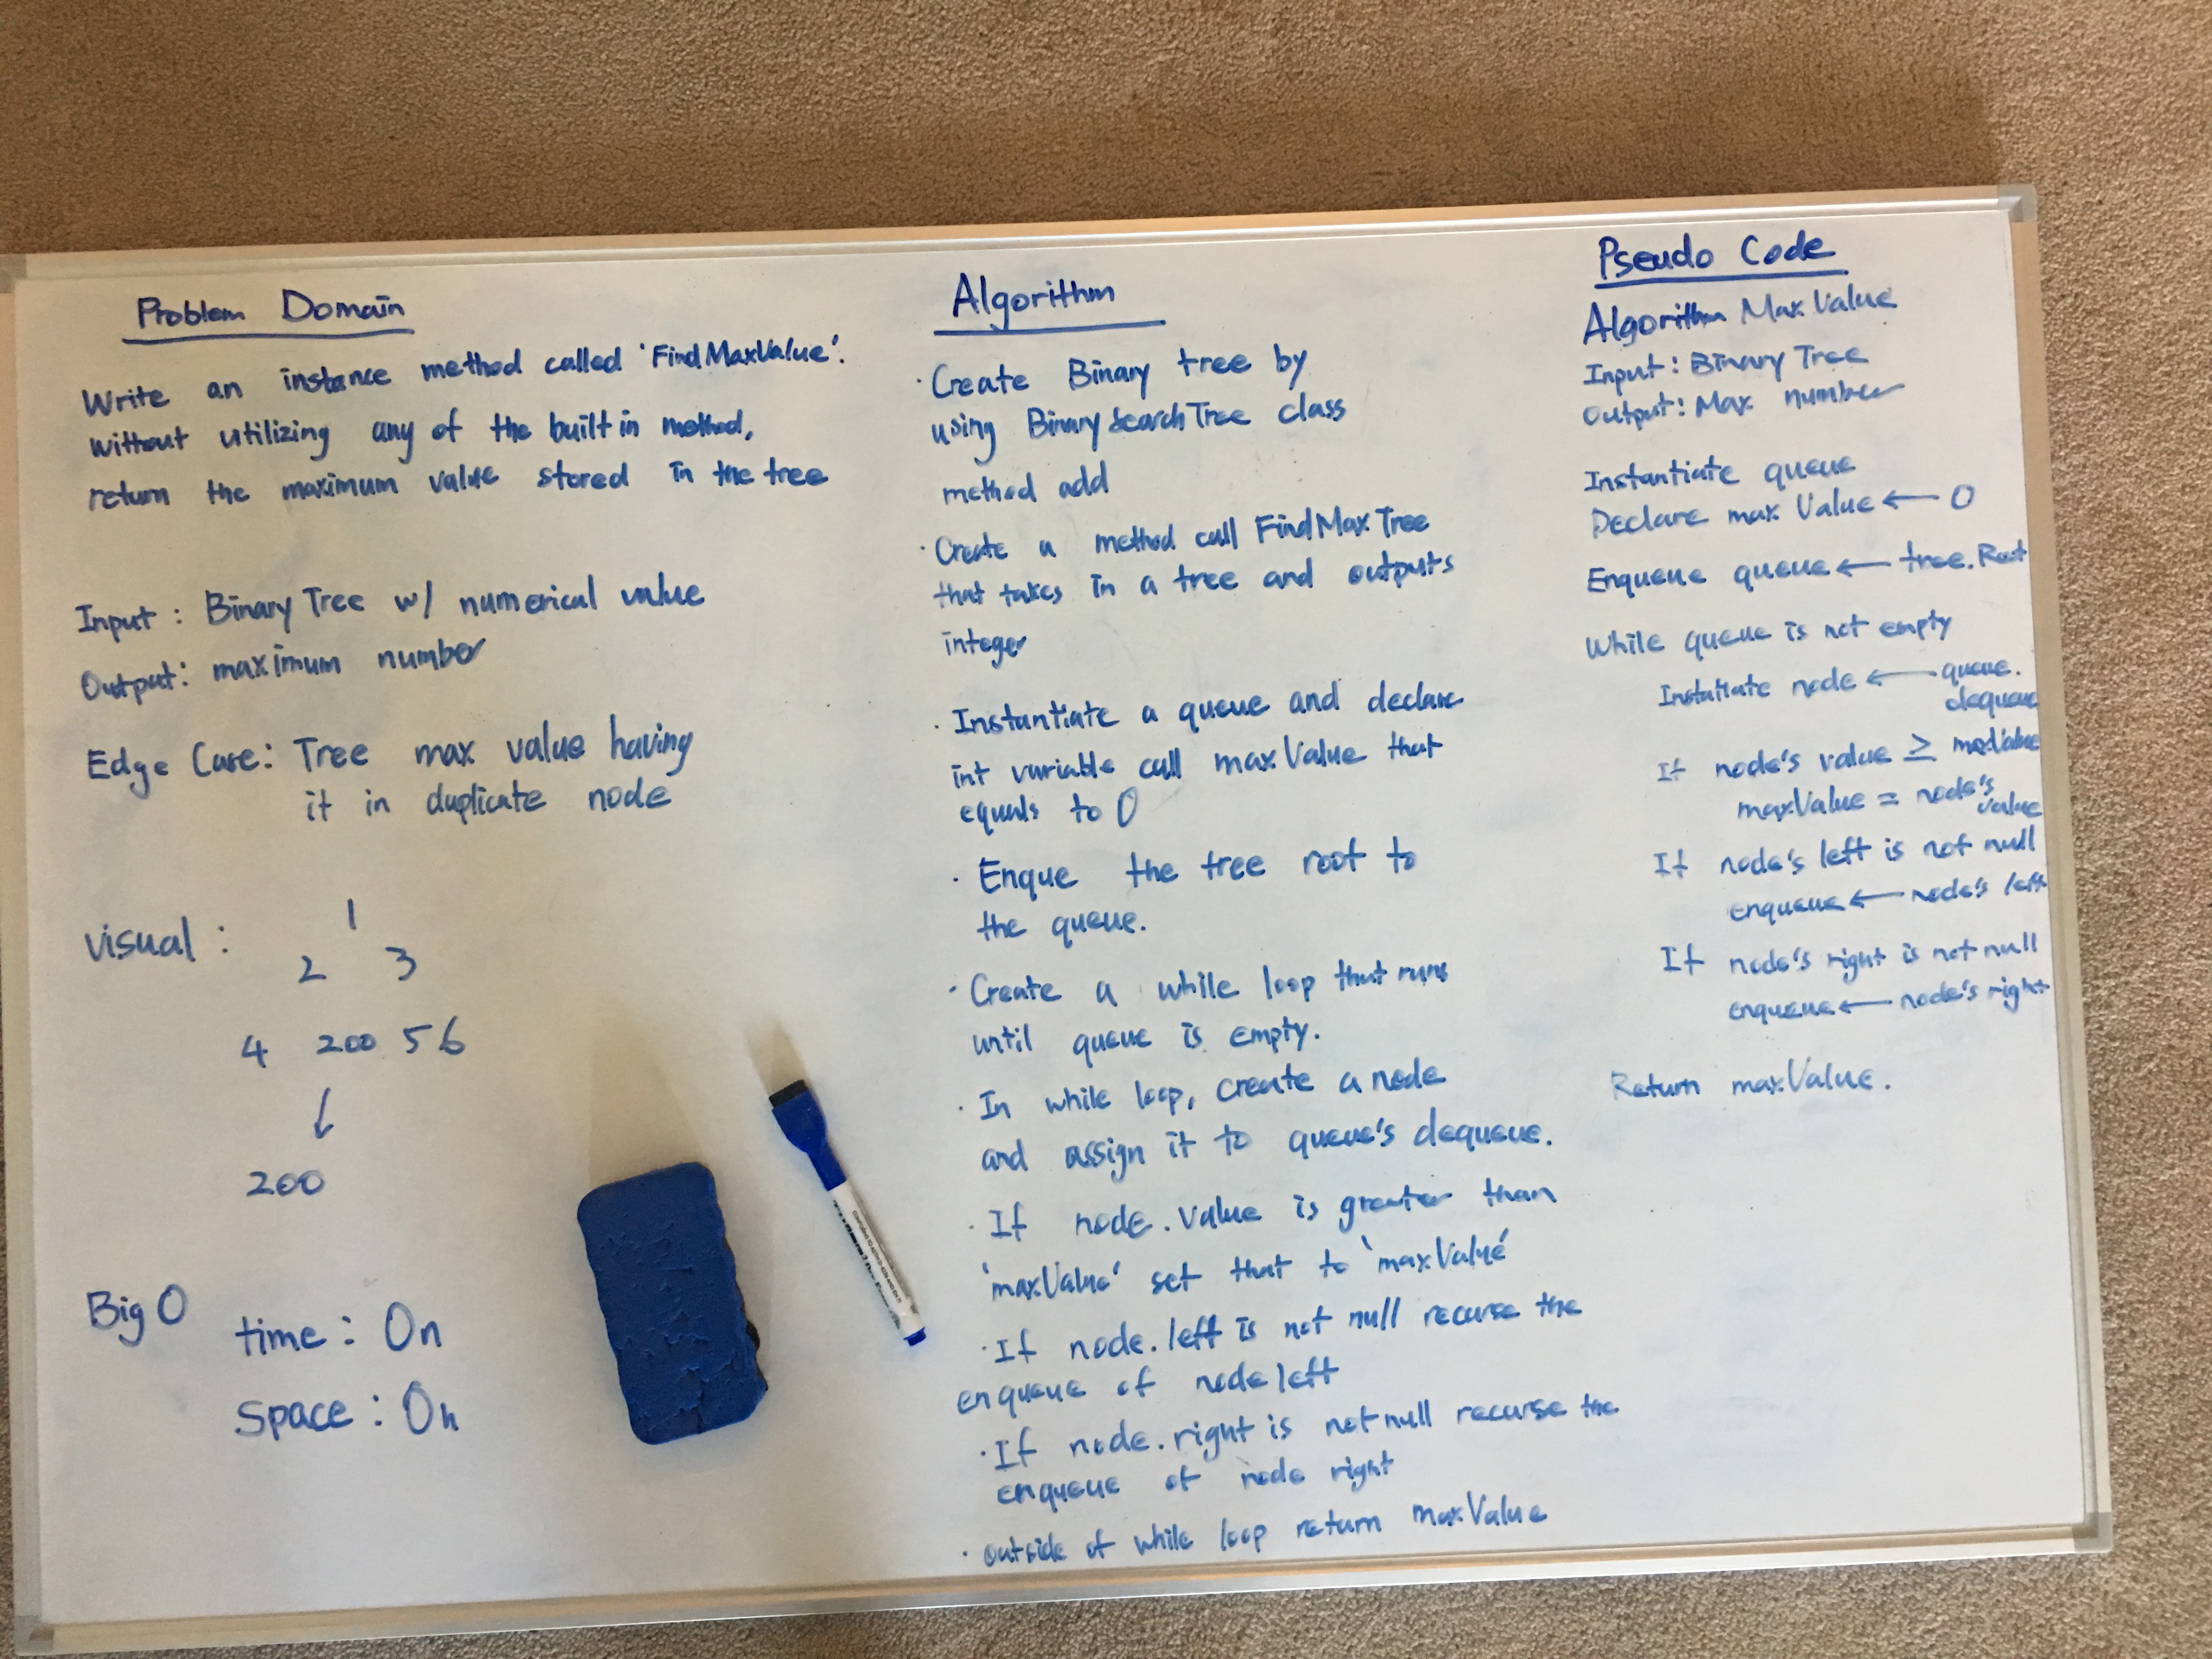 Problem Domain
Write an instance method called 'FindMaxValue'.
without utilizing any of the built in method,
return the maximum value stored in the tree
Input : Binary Tree w/ numerical value
Output: maximum number
Edge Case: Tree max value having
it in duplicate node
visual :
1
2 3
4 200 5 6
↓
200
Big O
time : On
Space : On
Algorithm
· Create Binary tree by
using BinarySearchTree class
method add
· Create a method call FindMaxTree
that takes in a tree and outputs
integer
· Instantiate a queue and declare
int variable call maxValue that
equals to 0
· Enque the tree root to
the queue.
· Create a while loop that runs
until queue is empty.
· In while loop, create a node
and assign it to queue's dequeue.
· If node.value is greater than
'maxValue' set that to 'maxValue'
· If node.left is not null recurse the
enqueue of node left
· If node.right is not null recurse the
enqueue of node right
· outside of while loop return maxValue
Pseudo Code
Algorithm MaxValue
Input: Binary Tree
Output: Max number
Instantiate queue
Declare maxValue ← 0
Enqueue queue ← tree.Root
While queue is not empty
Instatiate node ← queue.
dequeue
If node's value ≥ maxValue
maxValue = node's
value
If node's left is not null
enqueue ← node's left
If node's right is not null
enqueue ← node's right
Return maxValue.